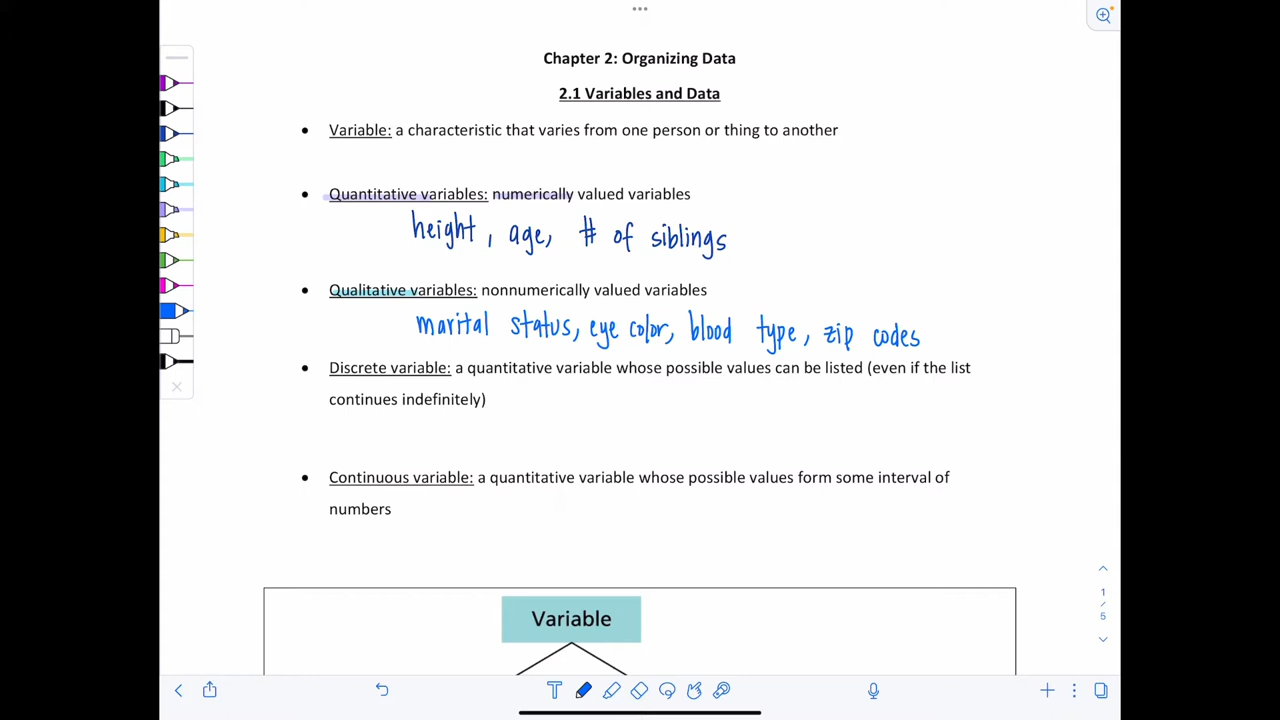 Chapter 2: Organizing Data
2.1 Variables and Data
• Variable: a characteristic that varies from one person or thing to another
• Quantitative variables: numerically valued variables
height, age, # of siblings
• Qualitative variables: nonnumerically valued variables
marital status, eye color, blood type, zip codes
• Discrete variable: a quantitative variable whose possible values can be listed (even if the list
continues indefinitely)
• Continuous variable: a quantitative variable whose possible values form some interval of
numbers
Variable
1
/
5